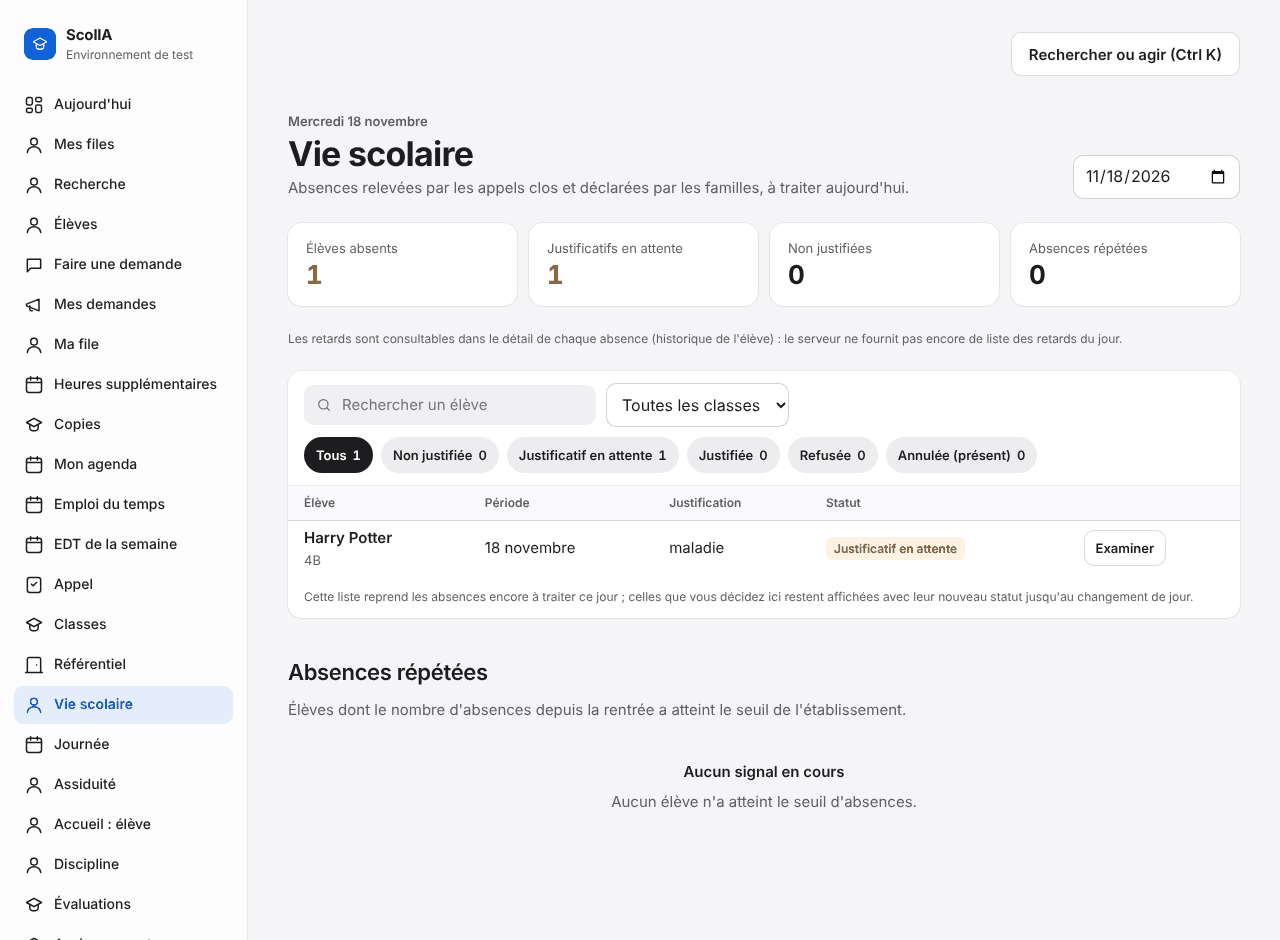 ScolIA
Environnement de test
Aujourd'hui
Mes files
Recherche
Élèves
Faire une demande
Mes demandes
Ma file
Heures supplémentaires
Copies
Mon agenda
Emploi du temps
EDT de la semaine
Appel
Classes
Référentiel
Vie scolaire
Journée
Assiduité
Accueil : élève
Discipline
Évaluations
Rechercher ou agir (Ctrl K)
Mercredi 18 novembre
Vie scolaire
Absences relevées par les appels clos et déclarées par les familles, à traiter aujourd'hui.
11/18/2026
Élèves absents
1
Justificatifs en attente
1
Non justifiées
0
Absences répétées
0
Les retards sont consultables dans le détail de chaque absence (historique de l'élève) : le serveur ne fournit pas encore de liste des retards du jour.
Rechercher un élève
Toutes les classes
Tous 1
Non justifiée 0
Justificatif en attente 1
Justifiée 0
Refusée 0
Annulée (présent) 0
Élève Période Justification Statut
Harry Potter
4B
18 novembre
maladie
Justificatif en attente
Examiner
Cette liste reprend les absences encore à traiter ce jour ; celles que vous décidez ici restent affichées avec leur nouveau statut jusqu'au changement de jour.
Absences répétées
Élèves dont le nombre d'absences depuis la rentrée a atteint le seuil de l'établissement.
Aucun signal en cours
Aucun élève n'a atteint le seuil d'absences.